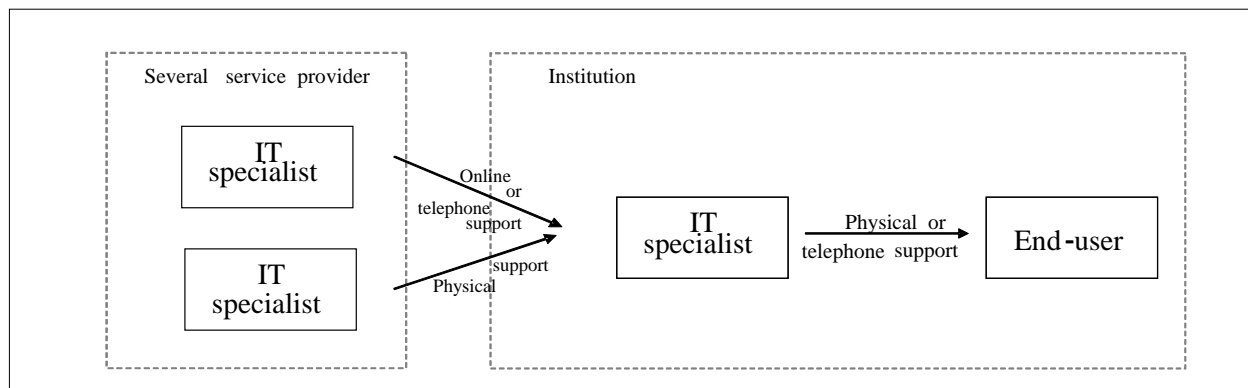 Several service provider
IT
specialist
IT
specialist
Online
or
telephone
support
support
Physical
Institution
IT
specialist
Physical or
telephone support
End-user